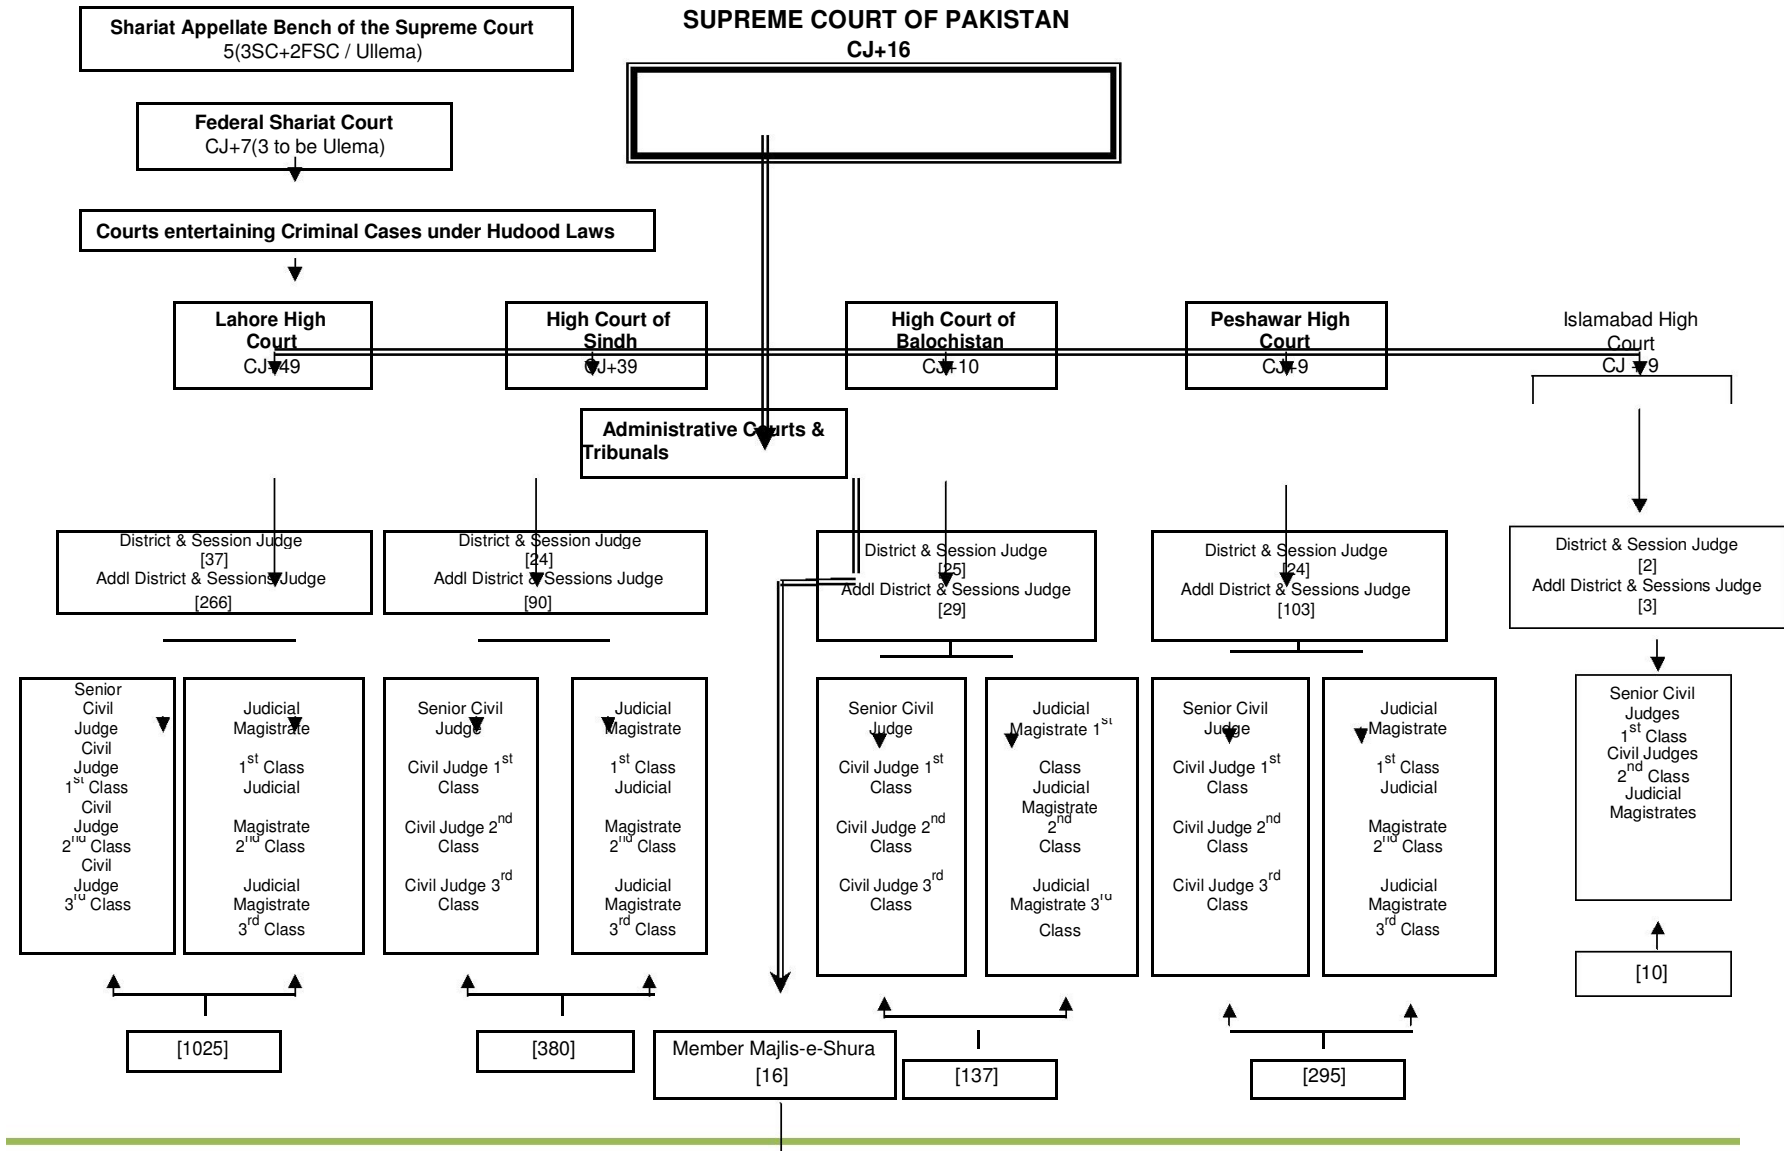 SUPREME COURT OF PAKISTAN
CJ+16
Shariat Appellate Bench of the Supreme Court
5(3SC+2FSC / Ullema)
Federal Shariat Court
CJ+7(3 to be Ulema)
Courts entertaining Criminal Cases under Hudood Laws
Lahore High
Court
CJ+49
High Court of
Sindh
CJ+39
High Court of
Balochistan
CJ+10
Peshawar High
Court
CJ+9
Islamabad High
Court
CJ + 9
Administrative Courts &
Tribunals
District & Session Judge
[37]
Addl District & Sessions Judge
[266]
District & Session Judge
[24]
Addl District & Sessions Judge
[90]
District & Session Judge
[25]
Addl District & Sessions Judge
[29]
District & Session Judge
[24]
Addl District & Sessions Judge
[103]
District & Session Judge
[2]
Addl District & Sessions Judge
[3]
Senior
Civil
Judge
Civil
Judge
1st Class
Civil
Judge
2nd Class
Civil
Judge
3rd Class
Judicial
Magistrate
1st Class
Judicial
Magistrate
2nd Class
Judicial
Magistrate
3rd Class
Senior Civil
Judge
Civil Judge 1st
Class
Civil Judge 2nd
Class
Civil Judge 3rd
Class
Judicial
Magistrate
1st Class
Judicial
Magistrate
2nd Class
Judicial
Magistrate
3rd Class
Senior Civil
Judge
Civil Judge 1st
Class
Civil Judge 2nd
Class
Civil Judge 3rd
Class
Judicial
Magistrate 1st
Class
Judicial
Magistrate
2nd
Class
Judicial
Magistrate 3rd
Class
Senior Civil
Judge
Civil Judge 1st
Class
Civil Judge 2nd
Class
Civil Judge 3rd
Class
Judicial
Magistrate
1st Class
Judicial
Magistrate
2nd Class
Judicial
Magistrate
3rd Class
Senior Civil
Judges
1st Class
Civil Judges
2nd Class
Judicial
Magistrates
[1025]
[380]
Member Majlis-e-Shura
[16]
[137]
[295]
[10]